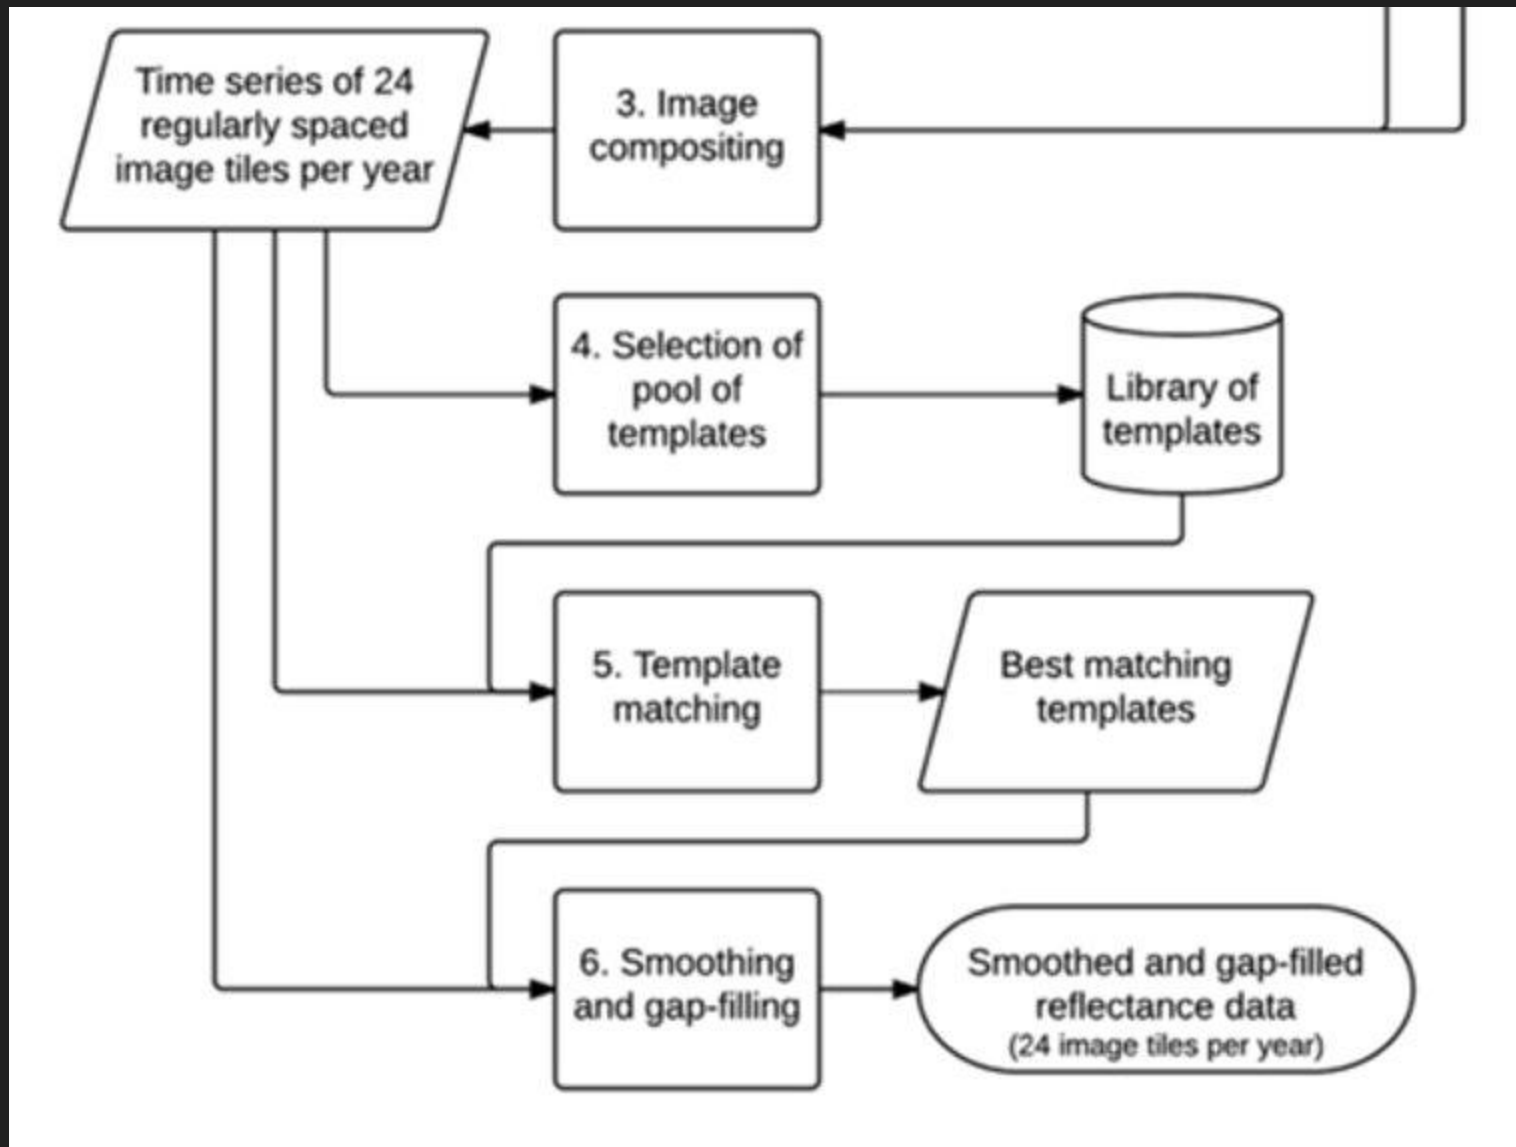 Time series of 24
regularly spaced
image tiles per year
3. Image
compositing
4. Selection of
pool of
templates
Library of
templates
5. Template
matching
Best matching
templates
6. Smoothing
and gap-filling
Smoothed and gap-filled
reflectance data
(24 image tiles per year)